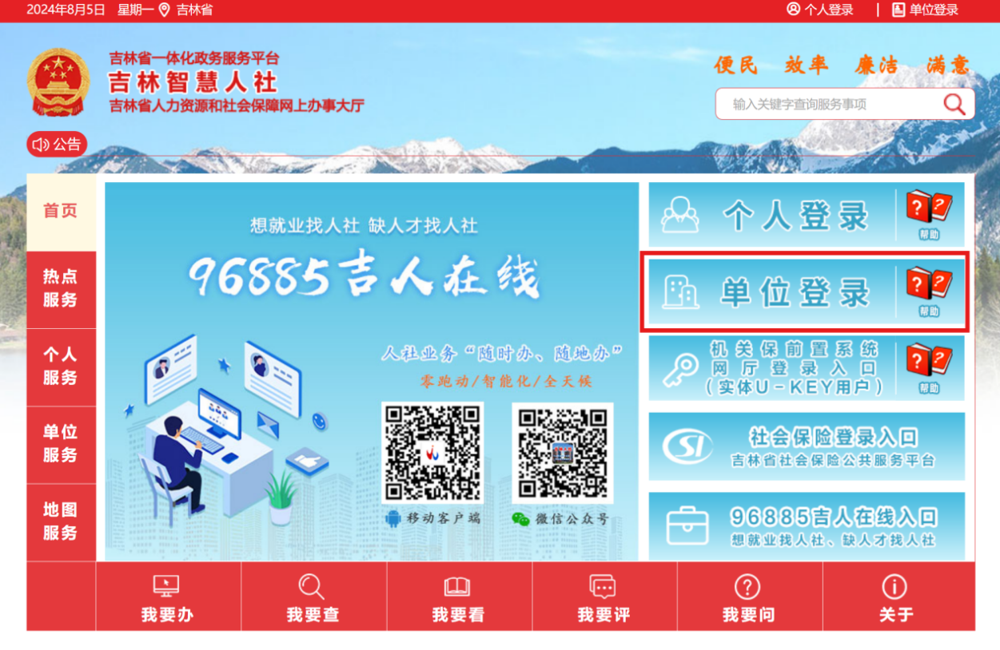 2024年8月5日 星期一 吉林省 个人登录 | 单位登录
吉林省一体化政务服务平台
吉林智慧人社
吉林省人力资源和社会保障网上办事大厅
便民 效率 廉洁 满意
输入关键字查询服务事项
公告
首页
热点
服务
个人
服务
单位
服务
地图
服务
想就业找人社 缺人才找人社
96885吉人在线
人社业务“随时办、随地办”
零跑动/智能化/全天候
移动客户端
微信公众号
个人登录
帮助
单位登录
帮助
机关保前置系统
网厅登录入口
(实体U-KEY用户)
帮助
社会保险登录入口
吉林省社会保险公共服务平台
96885吉人在线入口
想就业找人社、缺人才找人社
我要办
我要查
我要看
我要评
我要问
关于